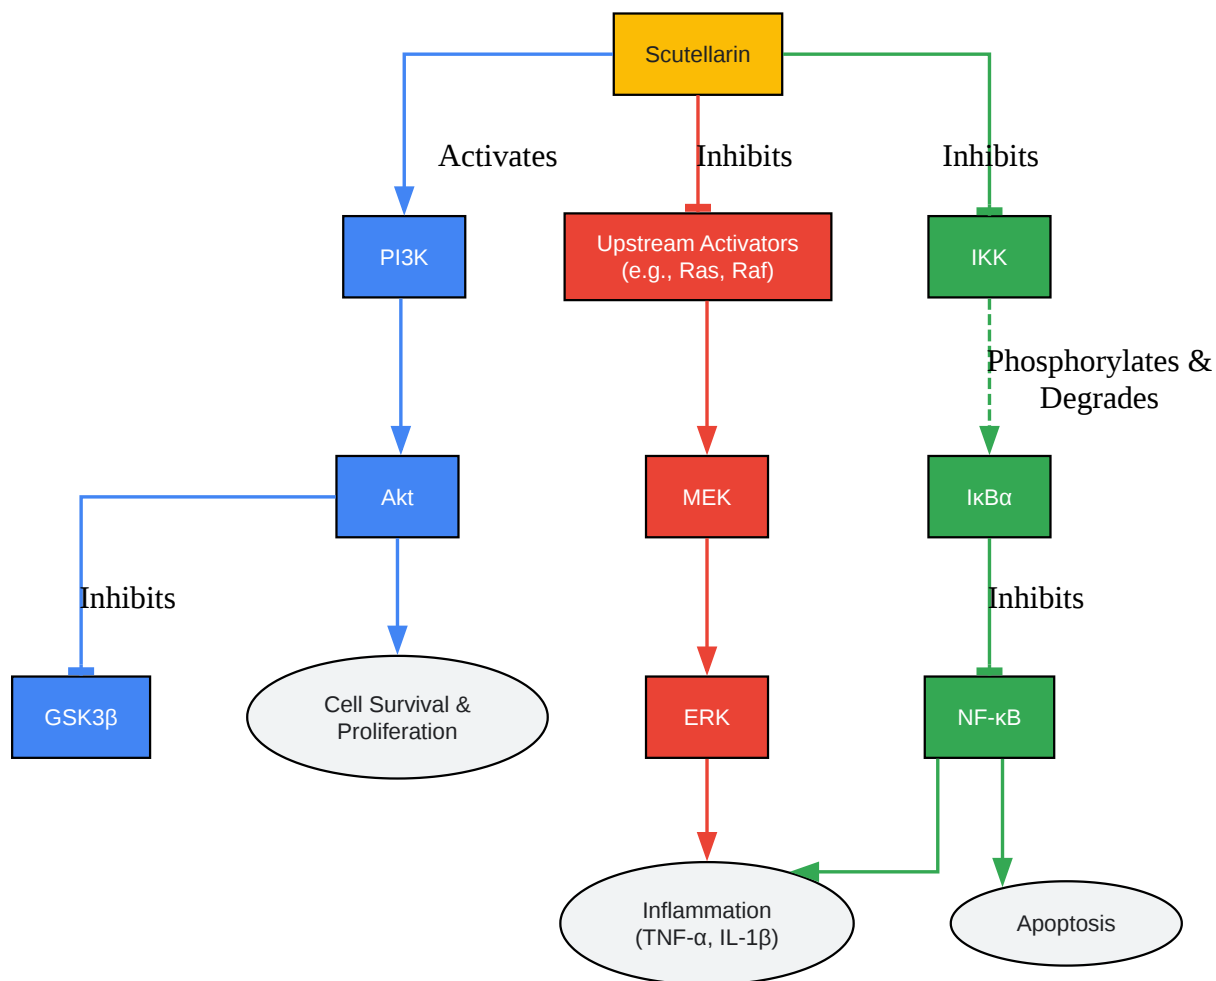 Scutellarin
Activates
Inhibits
Inhibits
PI3K
Upstream Activators
(e.g., Ras, Raf)
IKK
Phosphorylates &
Degrades
Akt
MEK
IκBα
Inhibits
Inhibits
GSK3β
Cell Survival &
Proliferation
ERK
NF-κB
Inflammation
(TNF-α, IL-1β)
Apoptosis